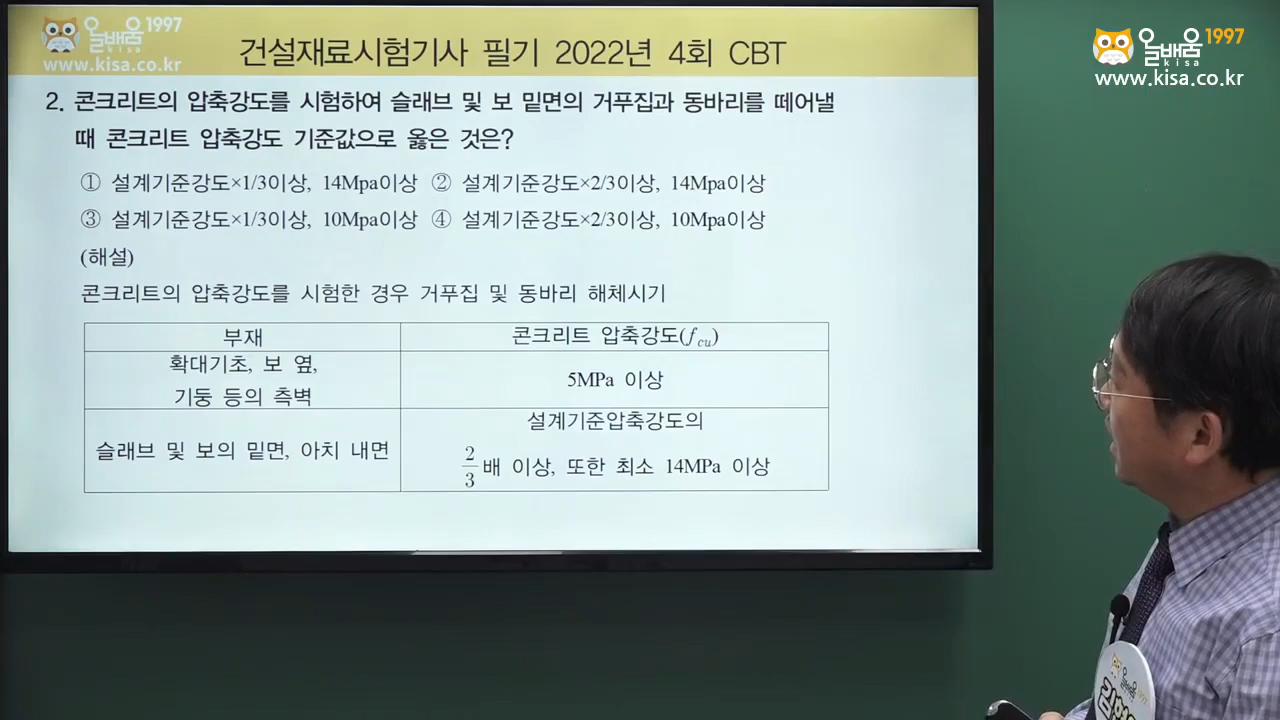 올배움 1997
kisa
www.kisa.co.kr
건설재료시험기사 필기 2022년 4회 CBT
올배움 1997
kisa
www.kisa.co.kr
2. 콘크리트의 압축강도를 시험하여 슬래브 및 보 밑면의 거푸집과 동바리를 떼어낼
때 콘크리트 압축강도 기준값으로 옳은 것은?
① 설계기준강도×1/3이상, 14Mpa이상 ② 설계기준강도×2/3이상, 14Mpa이상
③ 설계기준강도×1/3이상, 10Mpa이상 ④ 설계기준강도×2/3이상, 10Mpa이상
(해설)
콘크리트의 압축강도를 시험한 경우 거푸집 및 동바리 해체시기
부재
콘크리트 압축강도(f_cu)
확대기초, 보 옆,
기둥 등의 측벽
5MPa 이상
슬래브 및 보의 밑면, 아치 내면
설계기준압축강도의
2/3배 이상, 또한 최소 14MPa 이상
올배움